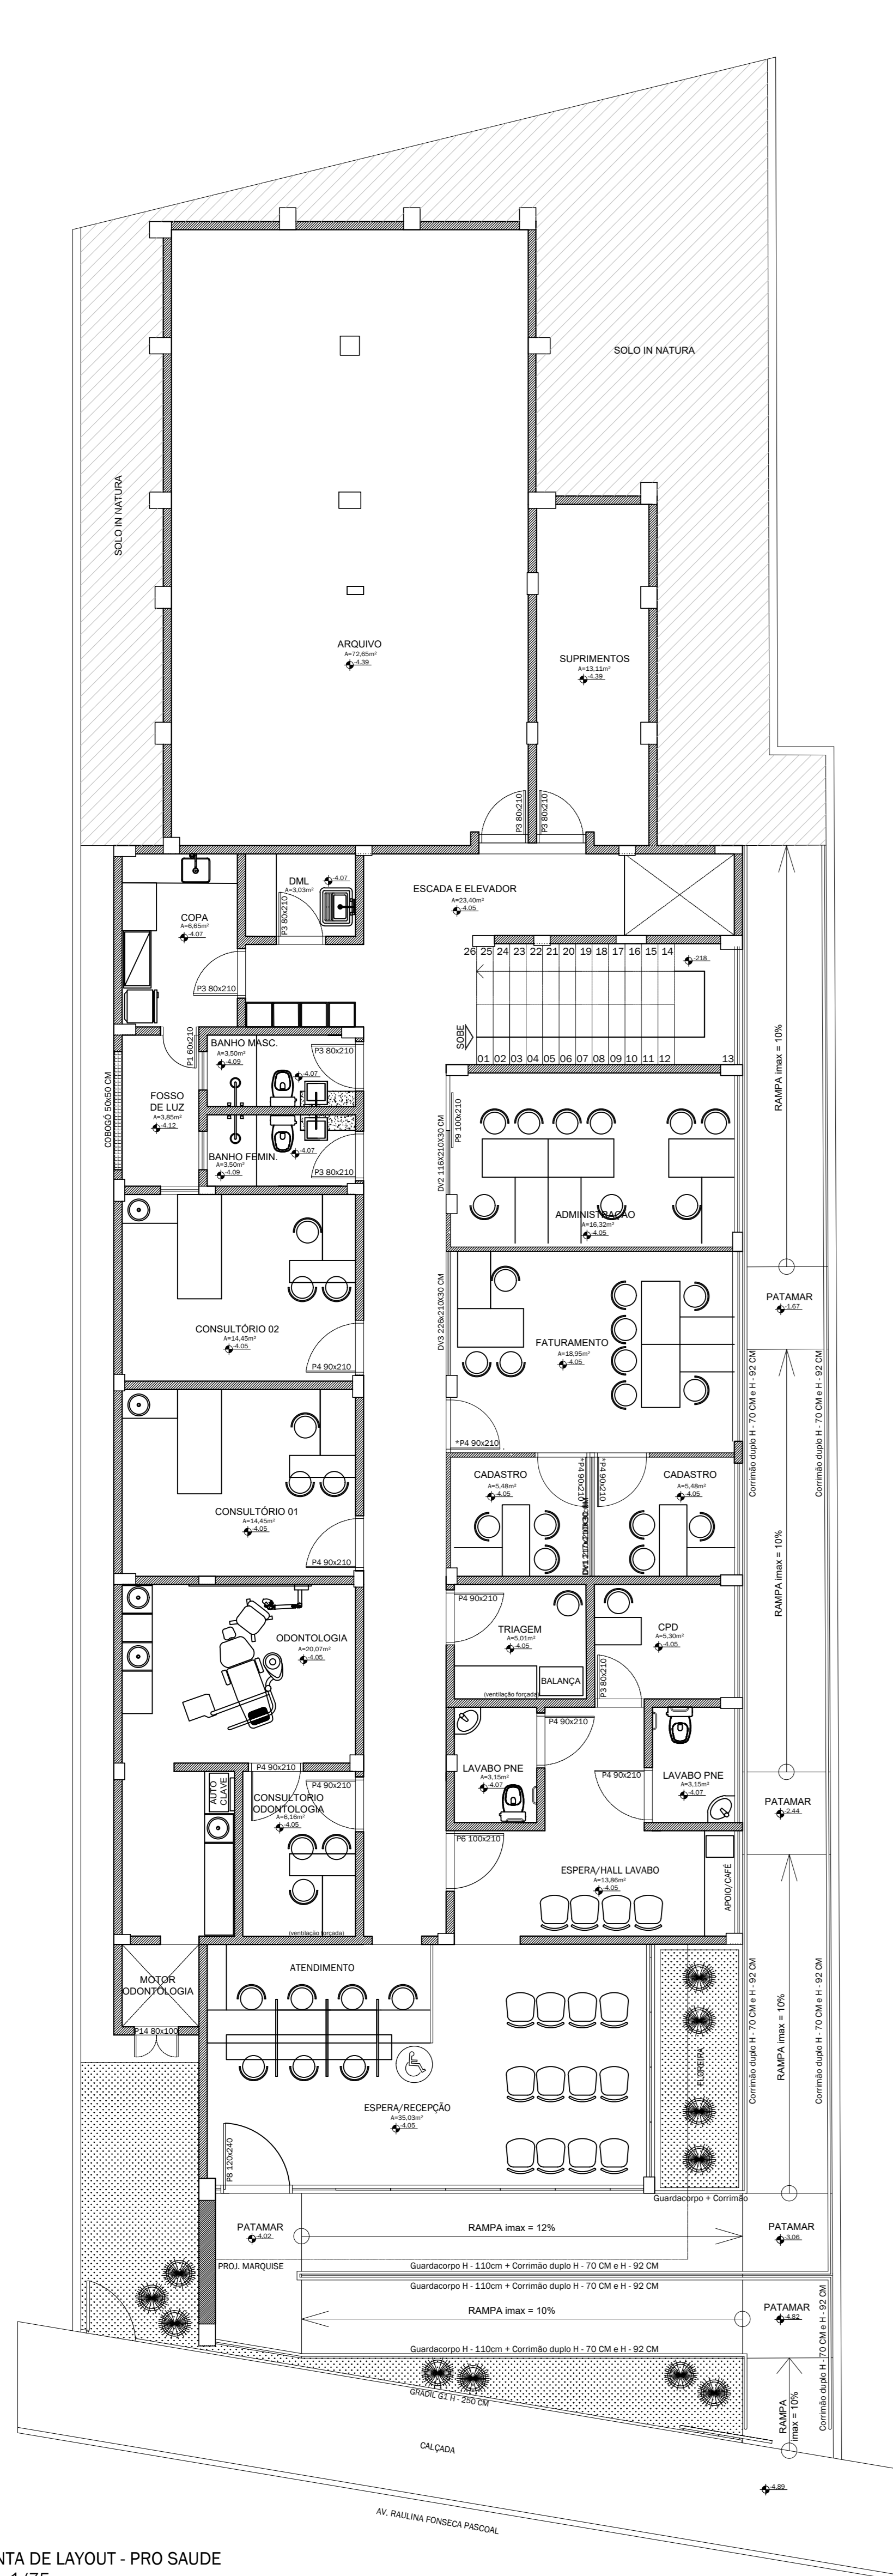 SOLO IN NATURA
SOLO IN NATURA
ARQUIVO
A=72,65m²
-4.39
SUPRIMENTOS
A=13,11m²
-4.39
P3 80x210
P3 80x210
DML
A=3,03m²
-4.07
P3 80x210
ESCADA E ELEVADOR
A=23,40m²
-4.05
COPA
A=6,65m²
-4.07
P3 80x210
26 25 24 23 22 21 20 19 18 17 16 15 14
-218
SOBE
01 02 03 04 05 06 07 08 09 10 11 12 13
RAMPA imax = 10%
P1 60x210
BANHO MASC.
A=3,50m²
-4.09
P3 80x210
-4.07
COBOGÓ 50x50 CM
FOSSO
DE LUZ
A=3,85m²
-4.12
BANHO FEMIN.
A=3,50m²
-4.09
-4.07
P3 80x210
P9 100x210
DV2 116X210X30 CM
ADMINISTRAÇÃO
A=16,32m²
-4.05
PATAMAR
-1.67
CONSULTÓRIO 02
A=14,45m²
-4.05
P4 90x210
DV3 226x210X30 CM
FATURAMENTO
A=18,95m²
-4.05
*P4 90x210
Corrimão duplo H - 70 CM e H - 92 CM
Corrimão duplo H - 70 CM e H - 92 CM
CADASTRO
A=5,48m²
-4.05
*P4 90x210
*P4 90x210
CADASTRO
A=5,48m²
-4.05
CONSULTÓRIO 01
A=14,45m²
-4.05
P4 90x210
RAMPA imax = 10%
P4 90x210
TRIAGEM
A=5,01m²
-4.05
CPD
A=5,30m²
-4.05
ODONTOLOGIA
A=20,07m²
-4.05
BALANÇA
(ventilação forçada)
P3 80x210
P4 90x210
LAVABO PNE
A=3,15m²
-4.07
P4 90x210
LAVABO PNE
A=3,15m²
-4.07
P4 90x210
P4 90x210
AUTO
CLAVE
CONSULTORIO
ODONTOLOGIA
A=6,16m²
-4.05
PATAMAR
-2.44
P6 100x210
ESPERA/HALL LAVABO
A=13,86m²
-4.05
APOIO/CAFÉ
(ventilação forçada)
ATENDIMENTO
MOTOR
ODONTOLOGIA
P14 80x100
Corrimão duplo H - 70 CM e H - 92 CM
RAMPA imax = 10%
Corrimão duplo H - 70 CM e H - 92 CM
FLOREIRA
ESPERA/RECEPÇÃO
A=35,03m²
-4.05
P8 120x240
Guardacorpo + Corrimão
PATAMAR
-4.02
RAMPA imax = 12%
PATAMAR
-3.06
PROJ. MARQUISE
Guardacorpo H - 110cm + Corrimão duplo H - 70 CM e H - 92 CM
Guardacorpo H - 110cm + Corrimão duplo H - 70 CM e H - 92 CM
RAMPA imax = 10%
PATAMAR
-4.82
Guardacorpo H - 110cm + Corrimão duplo H - 70 CM e H - 92 CM
Corrimão duplo H - 70 CM e H - 92 CM
GRADIL G1 H - 250 CM
RAMPA
imax = 10%
CALÇADA
-4.89
AV. RAULINA FONSECA PASCOAL
NTA DE LAYOUT - PRO SAUDE